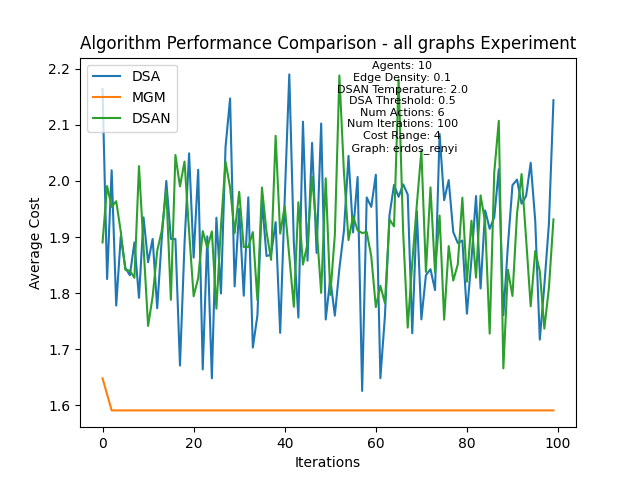 Algorithm Performance Comparison - all graphs Experiment
2.2
2.1
2.0
1.9
1.8
1.7
1.6
Average Cost
DSA
MGM
DSAN
Agents: 10
Edge Density: 0.1
DSAN Temperature: 2.0
DSA Threshold: 0.5
Num Actions: 6
Num Iterations: 100
Cost Range: 4
Graph: erdos_renyi
0
20
40
60
80
100
Iterations